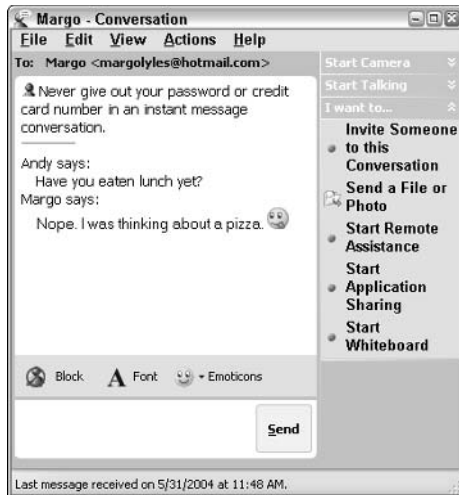 Margo - Conversation
File Edit View Actions Help
To: Margo <margolyles@hotmail.com>
Never give out your password or credit
card number in an instant message
conversation.
Andy says:
Have you eaten lunch yet?
Margo says:
Nope. I was thinking about a pizza.
Start Camera
Start Talking
I want to...
Invite Someone
to this
Conversation
Send a File or
Photo
Start Remote
Assistance
Start
Application
Sharing
Start
Whiteboard
Block A Font Emoticons
Send
Last message received on 5/31/2004 at 11:48 AM.